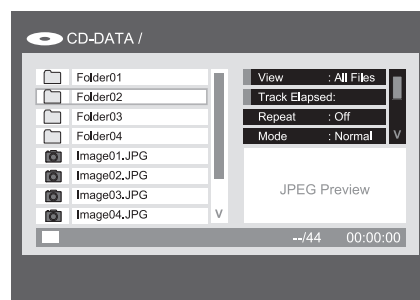 CD-DATA /
Folder01
Folder02
Folder03
Folder04
Image01.JPG
Image02.JPG
Image03.JPG
Image04.JPG
V
View : All Files
Track Elapsed:
Repeat : Off
Mode : Normal
V
JPEG Preview
--/44 00:00:00